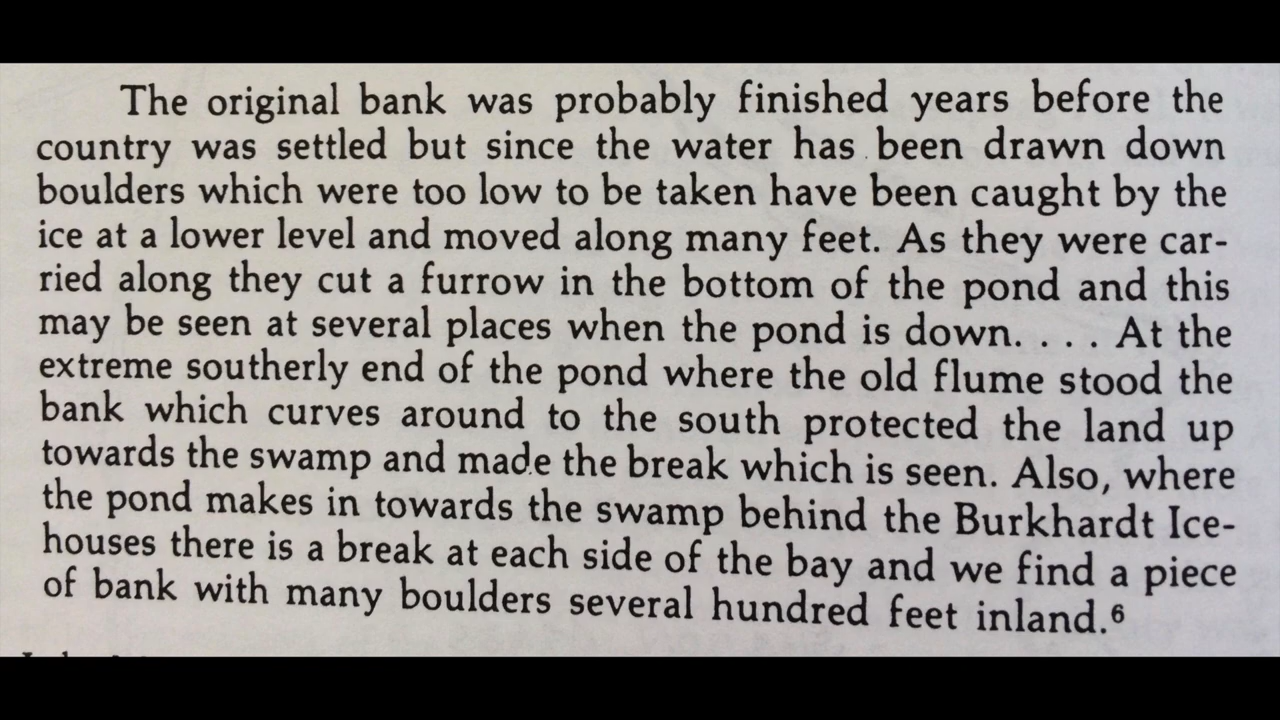 The original bank was probably finished years before the
country was settled but since the water has been drawn down
boulders which were too low to be taken have been caught by the
ice at a lower level and moved along many feet. As they were car-
ried along they cut a furrow in the bottom of the pond and this
may be seen at several places when the pond is down. . . . At the
extreme southerly end of the pond where the old flume stood the
bank which curves around to the south protected the land up
towards the swamp and made the break which is seen. Also, where
the pond makes in towards the swamp behind the Burkhardt Ice-
houses there is a break at each side of the bay and we find a piece
of bank with many boulders several hundred feet inland.⁶